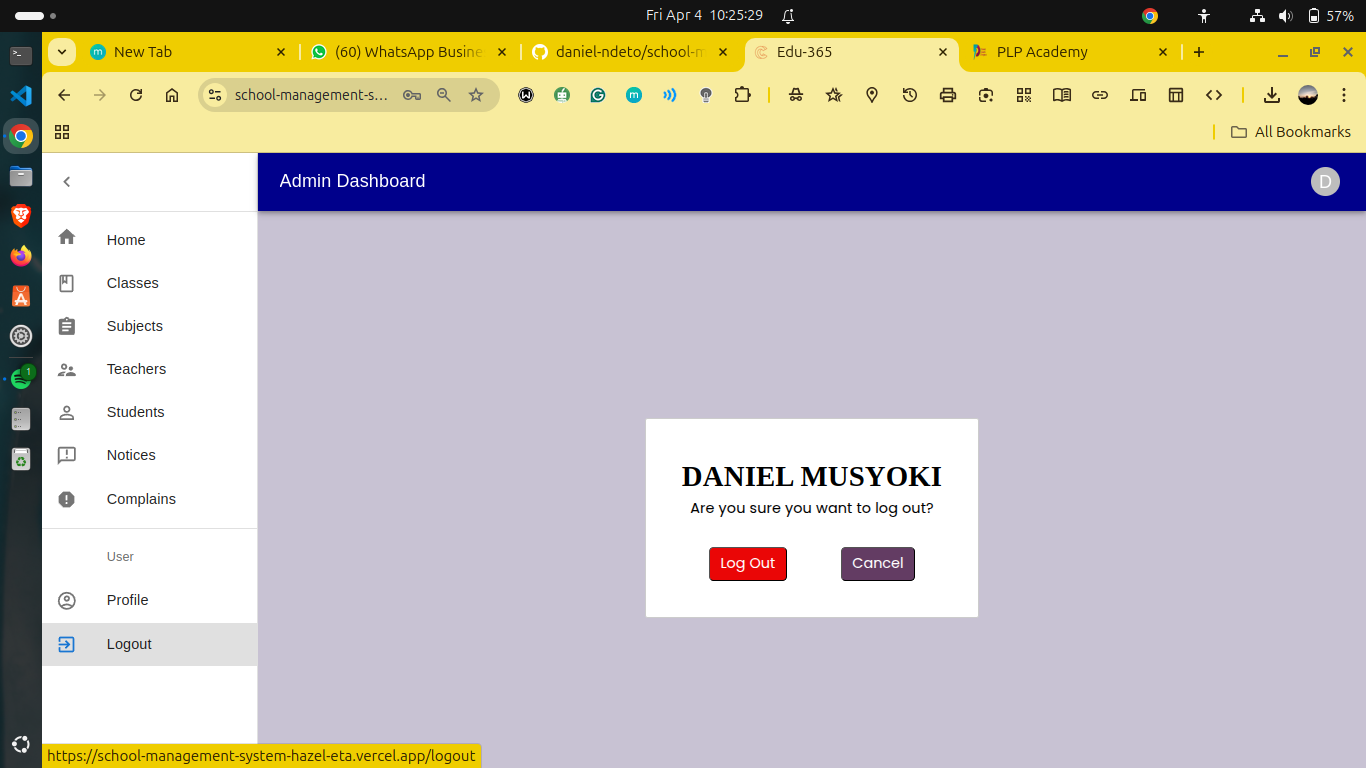 Fri Apr 4 10:25:29
57%
New Tab
(60) WhatsApp Busine
daniel-ndeto/school-m
Edu-365
PLP Academy
school-management-s...
All Bookmarks
Admin Dashboard
D
Home
Classes
Subjects
Teachers
Students
Notices
Complains
User
Profile
Logout
DANIEL MUSYOKI
Are you sure you want to log out?
Log Out
Cancel
1
https://school-management-system-hazel-eta.vercel.app/logout